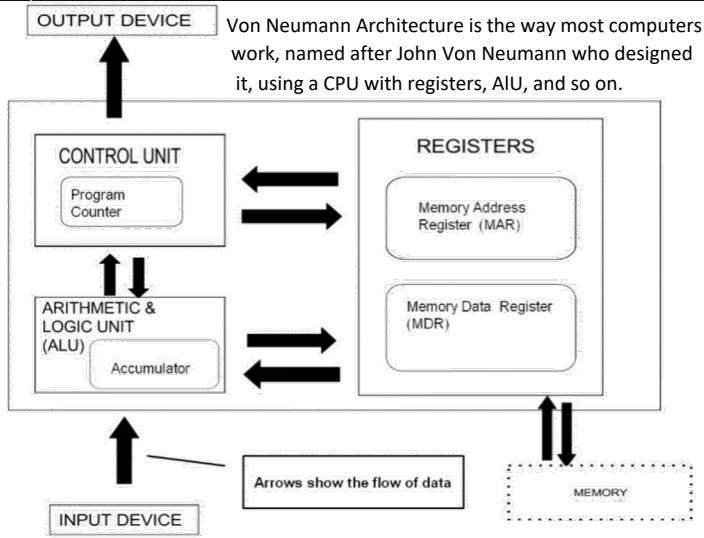 OUTPUT DEVICE
Von Neumann Architecture is the way most computers
work, named after John Von Neumann who designed
it, using a CPU with registers, AlU, and so on.
CONTROL UNIT
Program
Counter
REGISTERS
Memory Address
Register (MAR)
ARITHMETIC &
LOGIC UNIT
(ALU)
Accumulator
Memory Data Register
(MDR)
Arrows show the flow of data
MEMORY
INPUT DEVICE